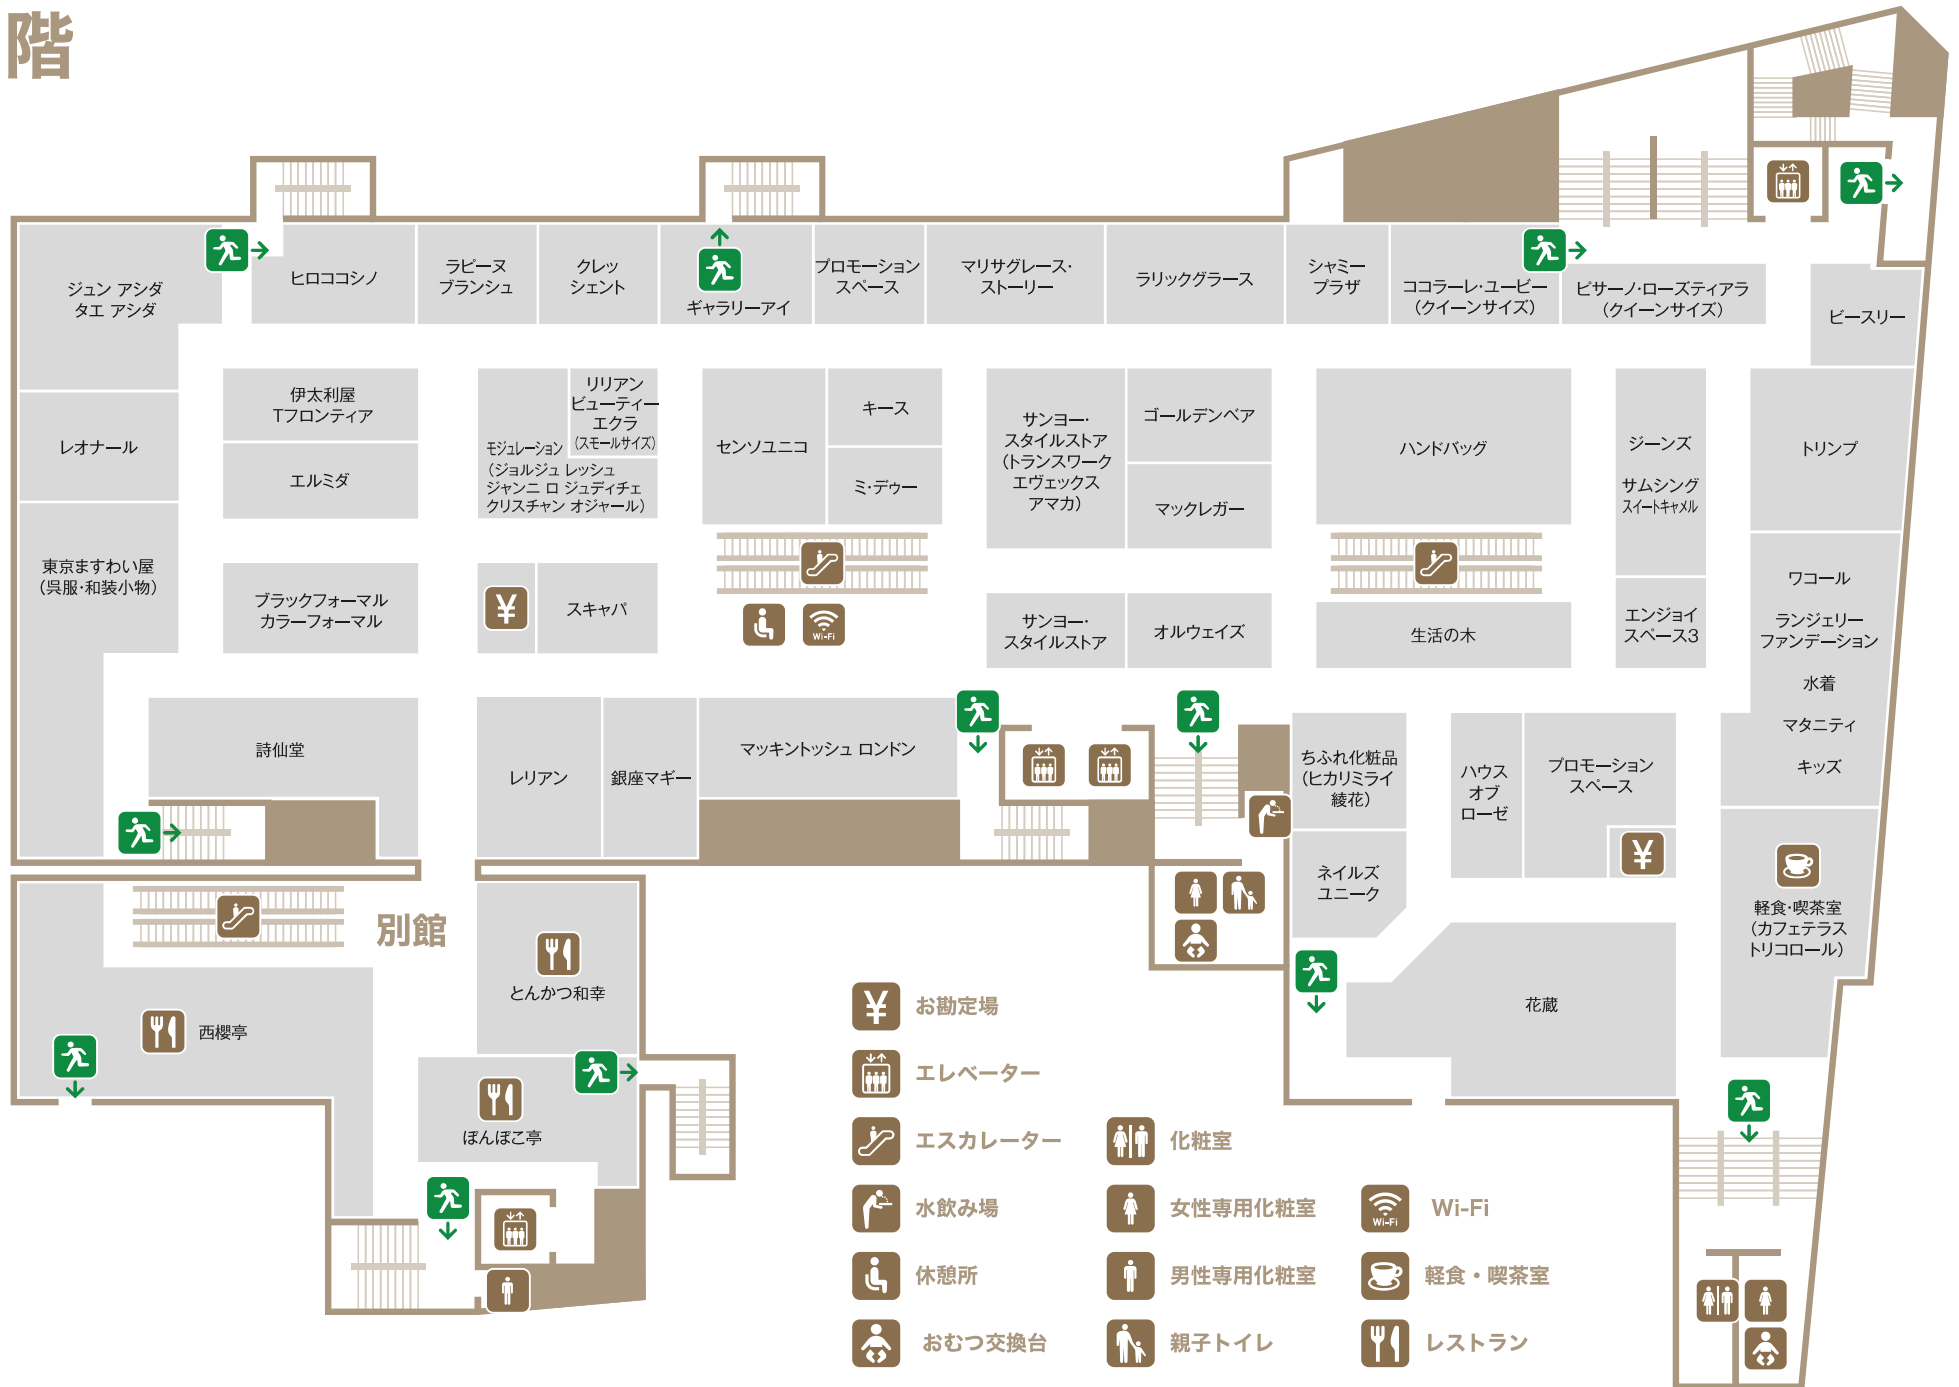 階
ジュン アシダ
タエ アシダ
ヒロココシノ
ラピーヌ
ブランシュ
クレッ
シェント
ギャラリーアイ
プロモーション
スペース
マリサグレース・
ストーリー
ラリックグラース
シャミー
プラザ
ココラーレ・ユービー
(クイーンサイズ)
ピサーノ・ローズティアラ
(クイーンサイズ)
ビースリー
レオナール
伊太利屋
Tフロンティア
エルミダ
リリアン
ビューティー
エクラ
(スモールサイズ)
モジュレーション
(ジョルジュ レッシュ
ジャンニ ロ ジュディチェ
クリスチャン オジャール)
センソユニコ
キース
ミ・デゥー
サンヨー・
スタイルストア
(トランスワーク
エヴェックス
アマカ)
ゴールデンベア
マックレガー
ハンドバッグ
ジーンズ
サムシング
スイートキャメル
トリンプ
東京ますわい屋
(呉服・和装小物)
ブラックフォーマル
カラーフォーマル
¥
スキャパ
Wi-Fi
サンヨー・
スタイルストア
オルウェイズ
生活の木
エンジョイ
スペース3
ワコール
ランジェリー
ファンデーション
水着
マタニティ
キッズ
詩仙堂
レリアン
銀座マギー
マッキントッシュ ロンドン
ちふれ化粧品
(ヒカリミライ
綾花)
ネイルズ
ユニーク
ハウス
オブ
ローゼ
プロモーション
スペース
¥
軽食・喫茶室
(カフェテラス
トリコロール)
花蔵
別館
とんかつ和幸
西櫻亭
ぽんぽこ亭
¥
お勘定場
エレベーター
エスカレーター
水飲み場
休憩所
おむつ交換台
化粧室
女性専用化粧室
男性専用化粧室
親子トイレ
Wi-Fi
Wi-Fi
軽食・喫茶室
レストラン